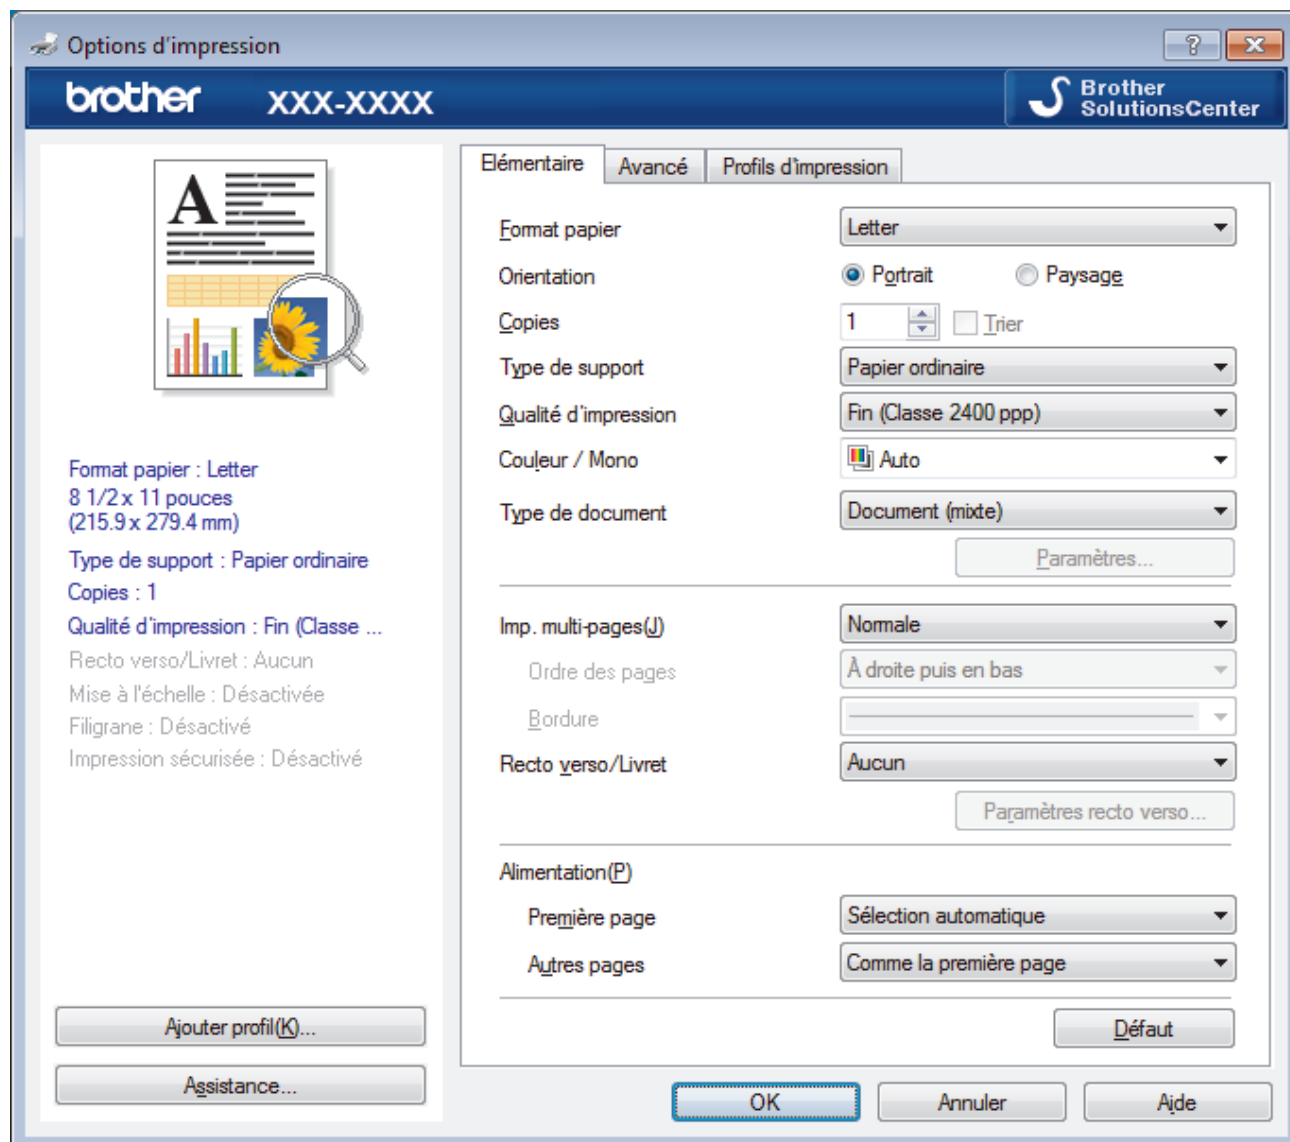 Options d'impression
brother XXX-XXXX
Brother
SolutionsCenter
A
Format papier : Letter
8 1/2 x 11 pouces
(215.9 x 279.4 mm)
Type de support : Papier ordinaire
Copies : 1
Qualité d'impression : Fin (Classe ...
Recto verso/Livret : Aucun
Mise à l'échelle : Désactivée
Filigrane : Désactivé
Impression sécurisée : Désactivé
Ajouter profil(K)...
Assistance...
Elémentaire Avancé Profils d'impression
Format papier Letter
Orientation Portrait Paysage
Copies 1 Trier
Type de support Papier ordinaire
Qualité d'impression Fin (Classe 2400 ppp)
Couleur / Mono Auto
Type de document Document (mixte)
Paramètres...
Imp. multi-pages(J) Normale
Ordre des pages À droite puis en bas
Bordure
Recto verso/Livret Aucun
Paramètres recto verso...
Alimentation(P)
Première page Sélection automatique
Autres pages Comme la première page
Défaut
OK Annuler Aide